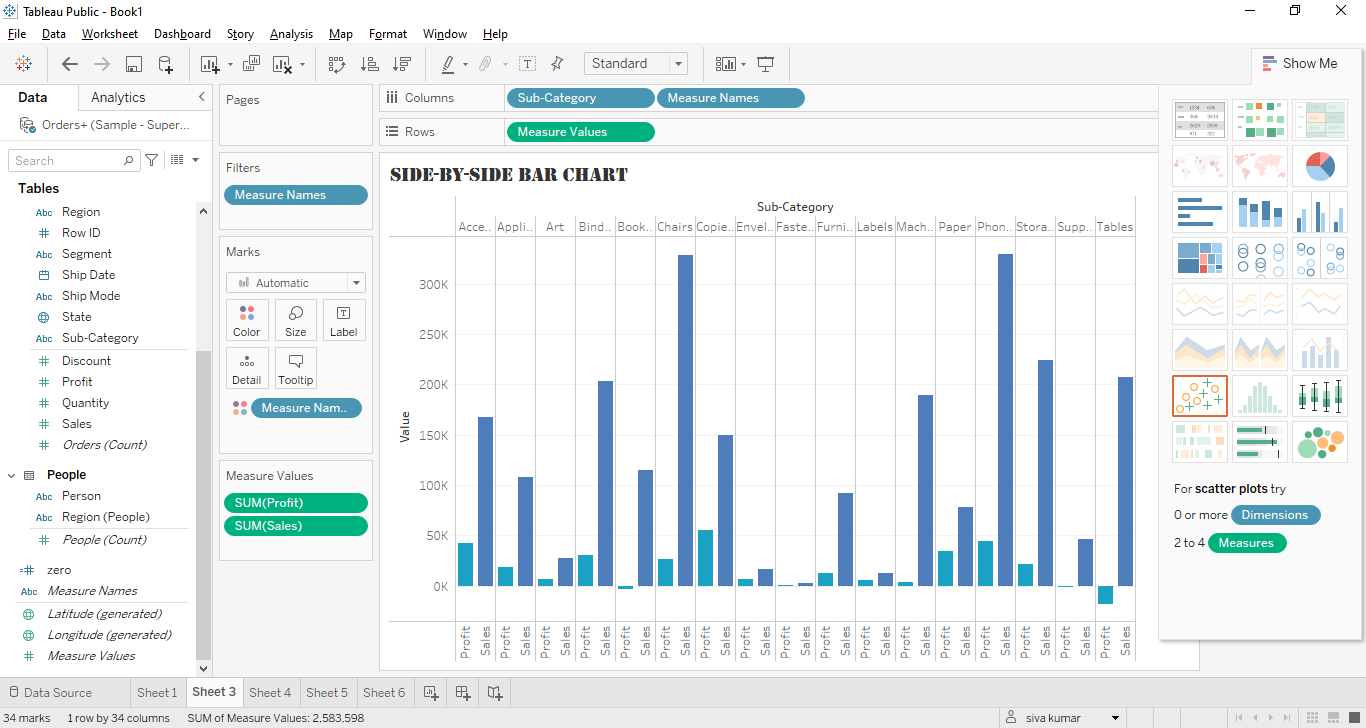 Tableau Public - Book1
File Data Worksheet Dashboard Story Analysis Map Format Window Help
Standard
Show Me
Data Analytics
Orders+ (Sample - Super...
Search
Tables
Abc Region
Row ID
Abc Segment
Ship Date
Abc Ship Mode
State
Abc Sub-Category
Discount
Profit
Quantity
Sales
Orders (Count)
People
Abc Person
Abc Region (People)
People (Count)
zero
Abc Measure Names
Latitude (generated)
Longitude (generated)
Measure Values
Pages
Filters
Measure Names
Marks
Automatic
Color Size Label
Detail Tooltip
Measure Nam..
Measure Values
SUM(Profit)
SUM(Sales)
Columns Sub-Category Measure Names
Rows Measure Values
SIDE-BY-SIDE BAR CHART
Sub-Category
Acce.. Appli.. Art Bind.. Book.. Chairs Copie.. Envel.. Faste.. Furni.. Labels Mach.. Paper Phon.. Stora.. Supp.. Tables
Value
300K
250K
200K
150K
100K
50K
0K
Profit Sales Profit Sales Profit Sales Profit Sales Profit Sales Profit Sales Profit Sales Profit Sales Profit Sales Profit Sales Profit Sales Profit Sales Profit Sales Profit Sales Profit Sales Profit Sales Profit Sales
For scatter plots try
0 or more Dimensions
2 to 4 Measures
Data Source Sheet 1 Sheet 3 Sheet 4 Sheet 5 Sheet 6
34 marks 1 row by 34 columns SUM of Measure Values: 2,583,598
siva kumar